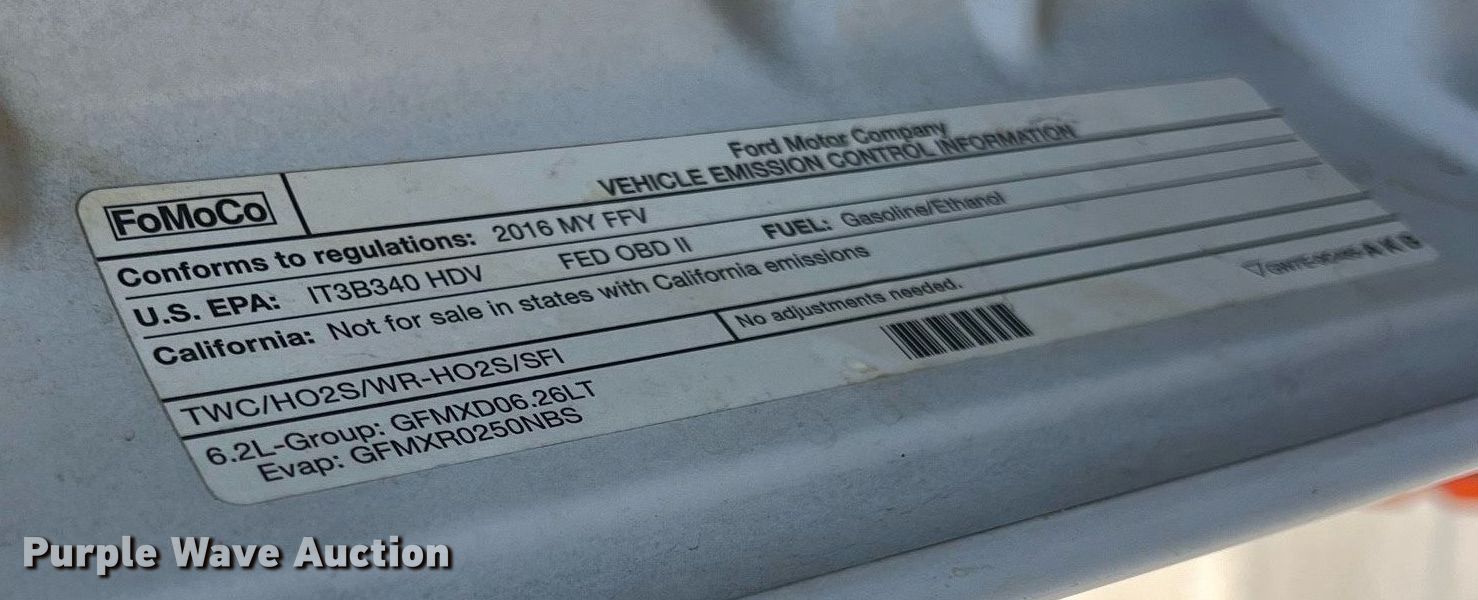 FoMoCo
Ford Motor Company
VEHICLE EMISSION CONTROL INFORMATION
Conforms to regulations: 2016 MY FFV
U.S. EPA: IT3B340 HDV FED OBD II FUEL: Gasoline/Ethanol
California: Not for sale in states with California emissions
TWC/HO2S/WR-HO2S/SFI No adjustments needed.
6.2L-Group: GFMXD06.26LT
Evap: GFMXR0250NBS
Purple Wave Auction